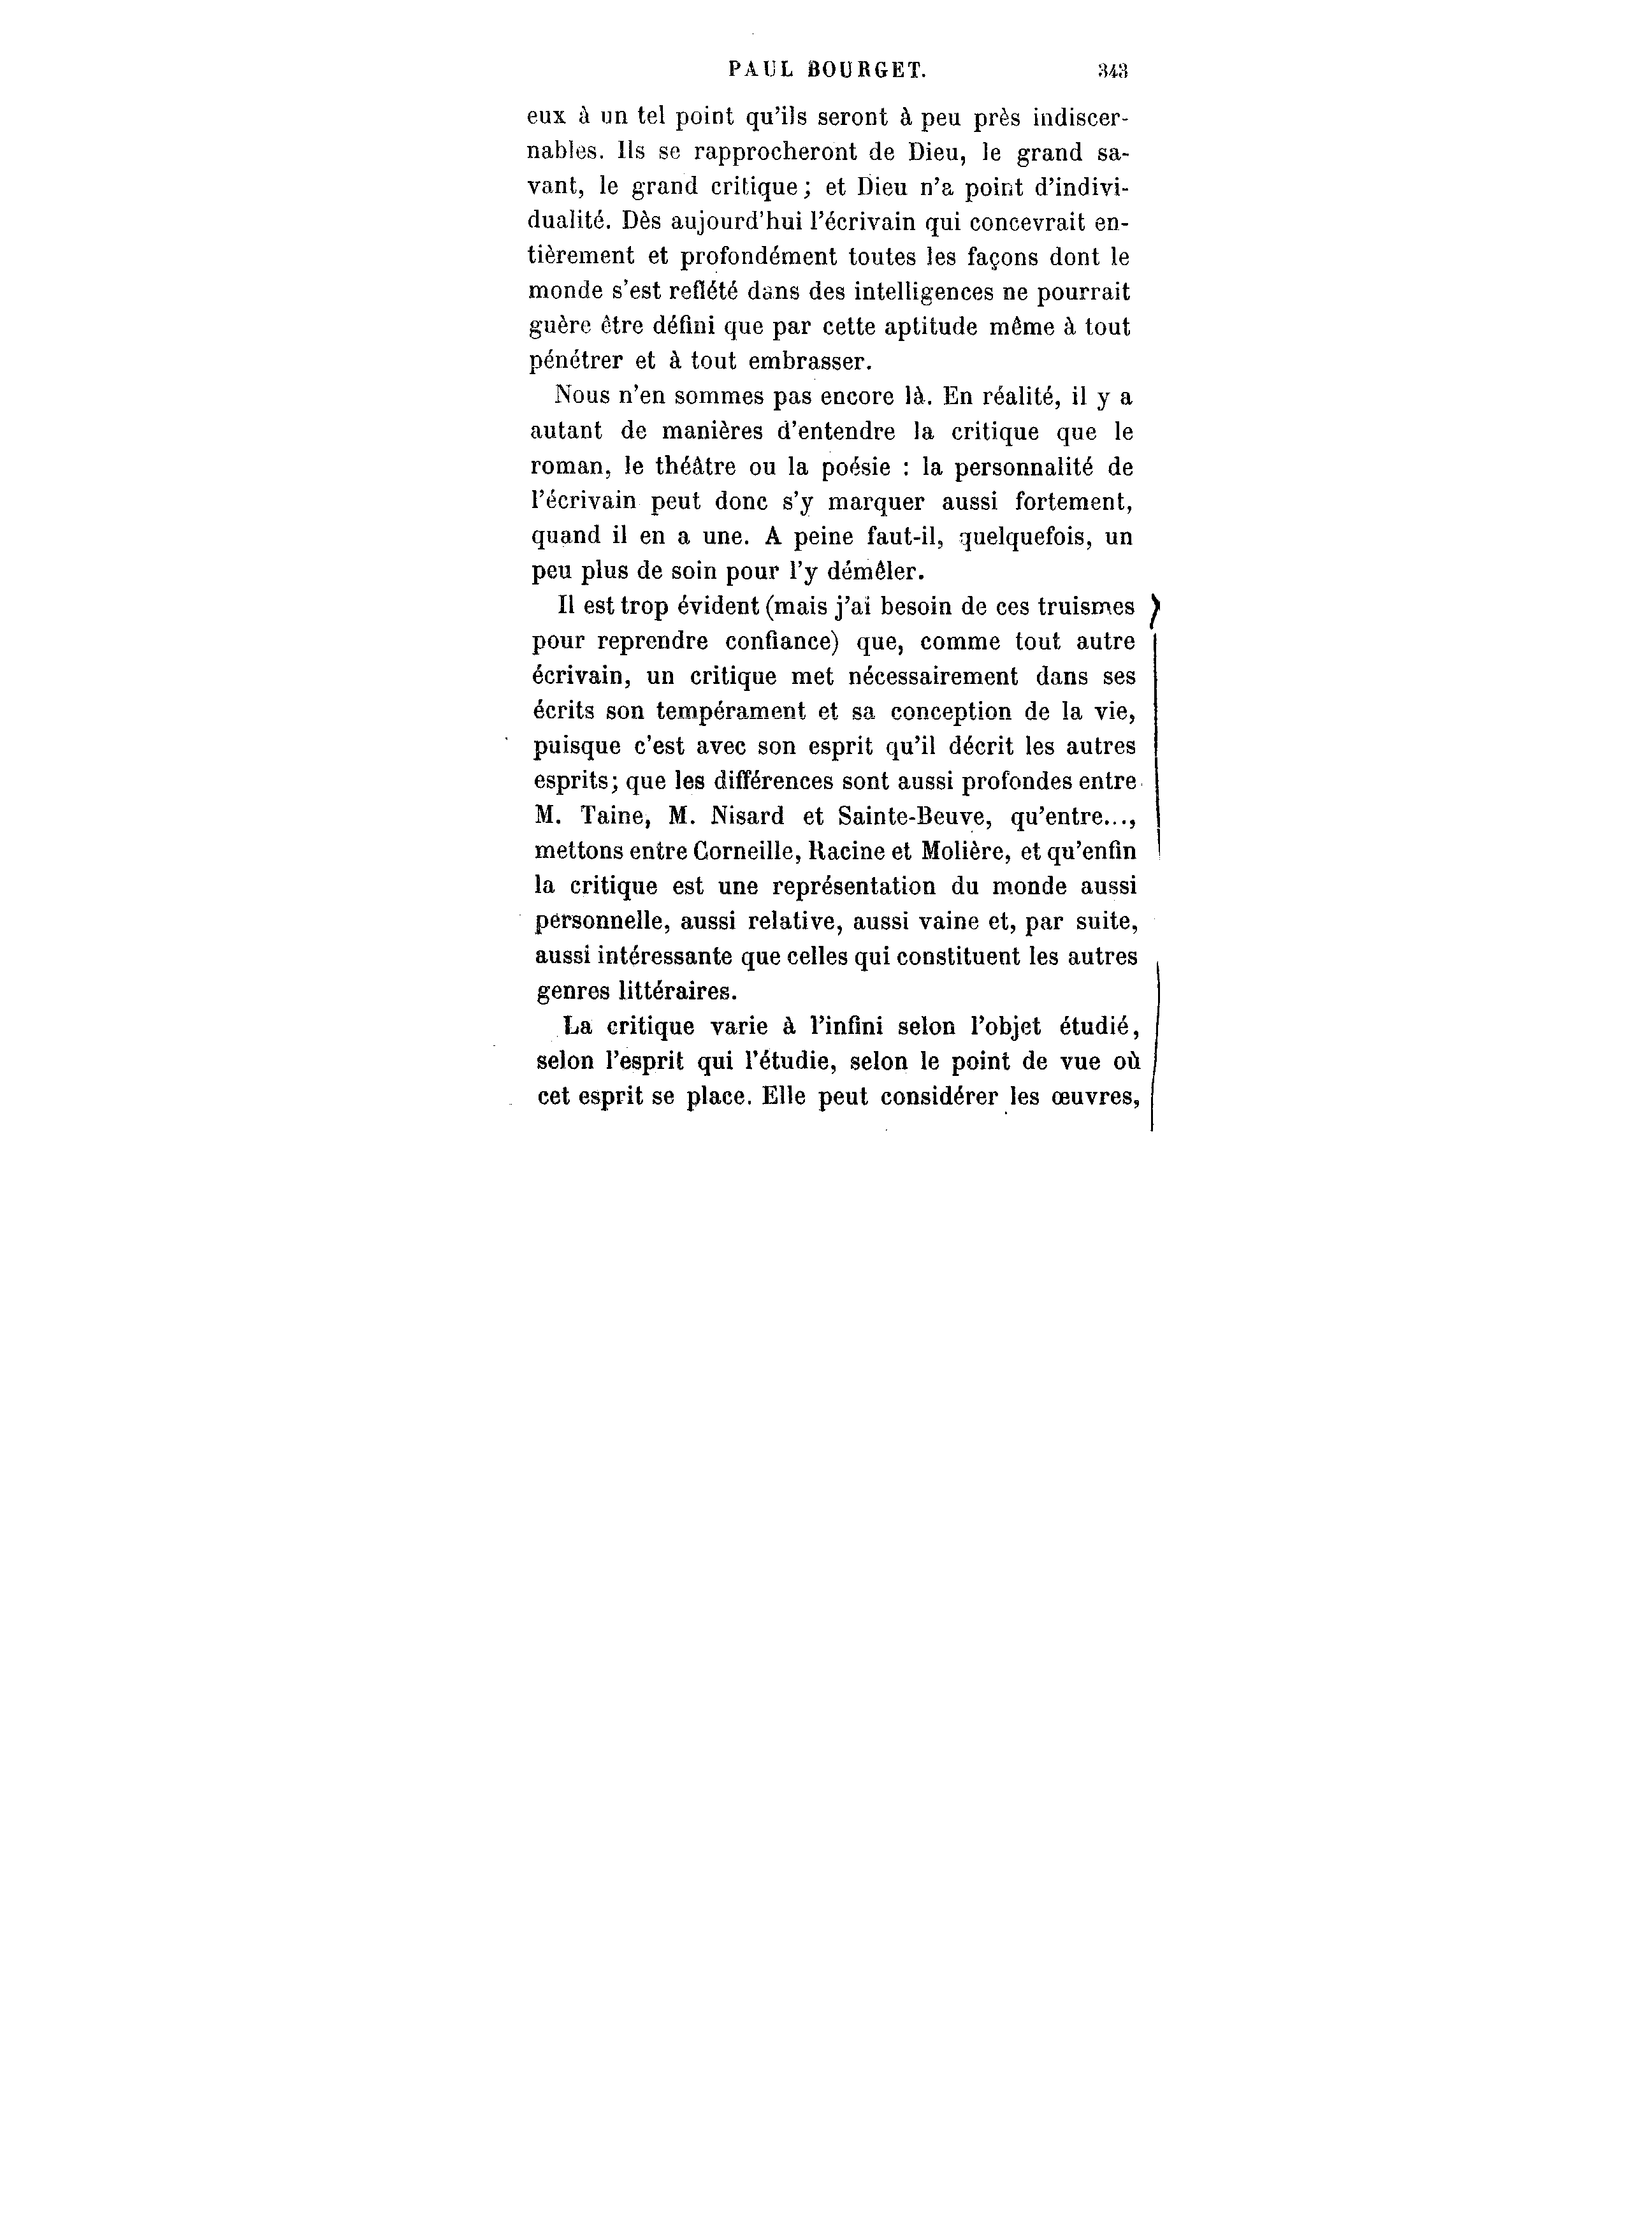 PAUL BOURGET. 343
eux à un tel point qu'ils seront à peu près indiscer-
nables. Ils se rapprocheront de Dieu, le grand sa-
vant, le grand critique ; et Dieu n'a point d'indivi-
dualité. Dès aujourd'hui l'écrivain qui concevrait en-
tièrement et profondément toutes les façons dont le
monde s'est reflété dans des intelligences ne pourrait
guère être défini que par cette aptitude même à tout
pénétrer et à tout embrasser.
Nous n'en sommes pas encore là. En réalité, il y a
autant de manières d'entendre la critique que le
roman, le théâtre ou la poésie : la personnalité de
l'écrivain peut donc s'y marquer aussi fortement,
quand il en a une. A peine faut-il, quelquefois, un
peu plus de soin pour l'y démêler.
Il est trop évident (mais j'ai besoin de ces truismes
pour reprendre confiance) que, comme tout autre
écrivain, un critique met nécessairement dans ses
écrits son tempérament et sa conception de la vie,
puisque c'est avec son esprit qu'il décrit les autres
esprits; que les différences sont aussi profondes entre
M. Taine, M. Nisard et Sainte-Beuve, qu'entre...,
mettons entre Corneille, Racine et Molière, et qu'enfin
la critique est une représentation du monde aussi
personnelle, aussi relative, aussi vaine et, par suite,
aussi intéressante que celles qui constituent les autres
genres littéraires.
La critique varie à l'infini selon l'objet étudié,
selon l'esprit qui l'étudie, selon le point de vue où
cet esprit se place. Elle peut considérer les œuvres,